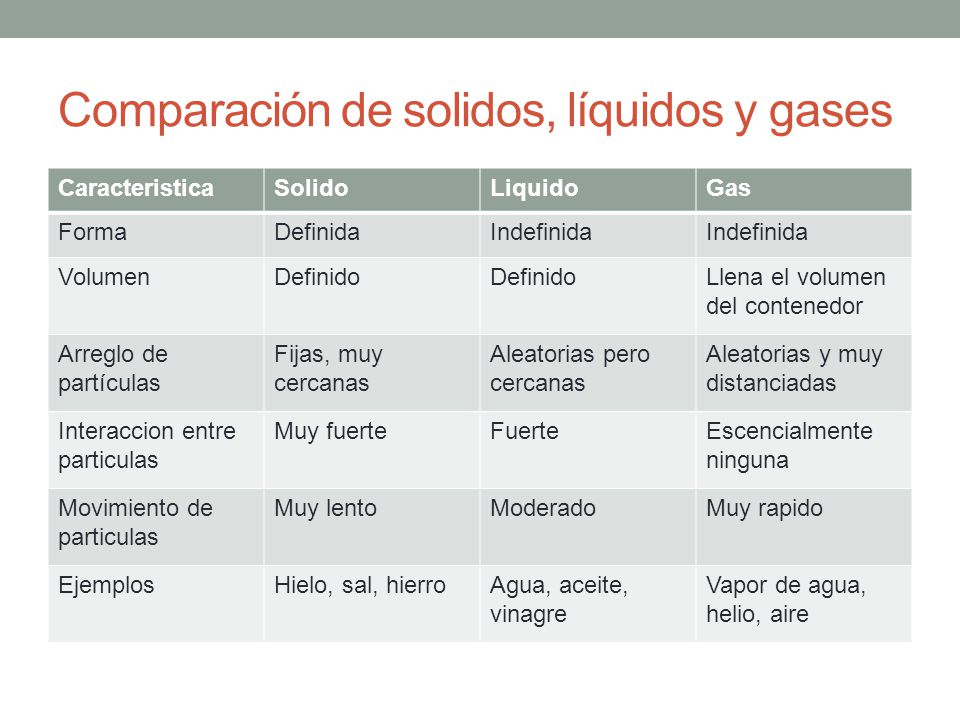 Comparación de solidos, líquidos y gases
Caracteristica Solido Liquido Gas
Forma Definida Indefinida Indefinida
Volumen Definido Definido Llena el volumen
del contenedor
Arreglo de Fijas, muy Aleatorias pero Aleatorias y muy
partículas cercanas cercanas distanciadas
Interaccion entre Muy fuerte Fuerte Escencialmente
particulas ninguna
Movimiento de Muy lento Moderado Muy rapido
particulas
Ejemplos Hielo, sal, hierro Agua, aceite, Vapor de agua,
vinagre helio, aire